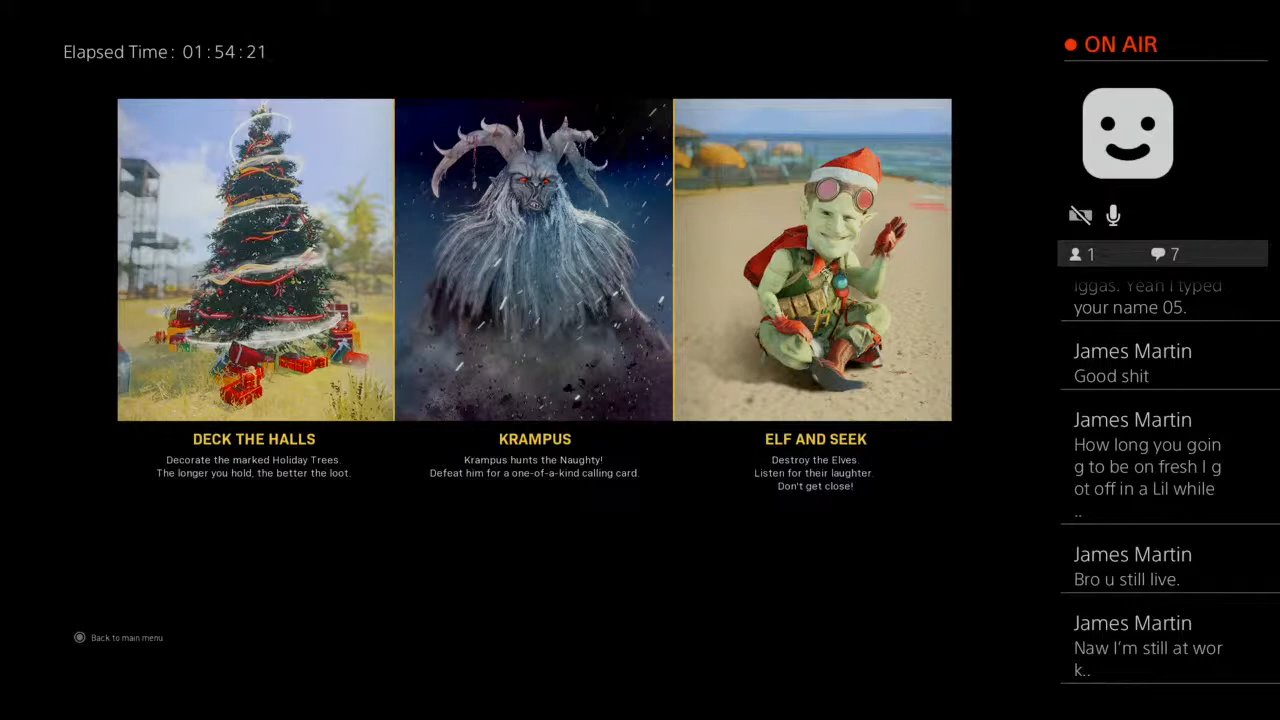 Elapsed Time: 01:54:21
ON AIR
1
7
iggas. Yeah I typed
your name 05.
James Martin
Good shit
James Martin
How long you goin
g to be on fresh I g
ot off in a Lil while
..
James Martin
Bro u still live.
James Martin
Naw I'm still at wor
k..
DECK THE HALLS
Decorate the marked Holiday Trees.
The longer you hold, the better the loot.
KRAMPUS
Krampus hunts the Naughty!
Defeat him for a one-of-a-kind calling card.
ELF AND SEEK
Destroy the Elves.
Listen for their laughter.
Don't get close!
Back to main menu